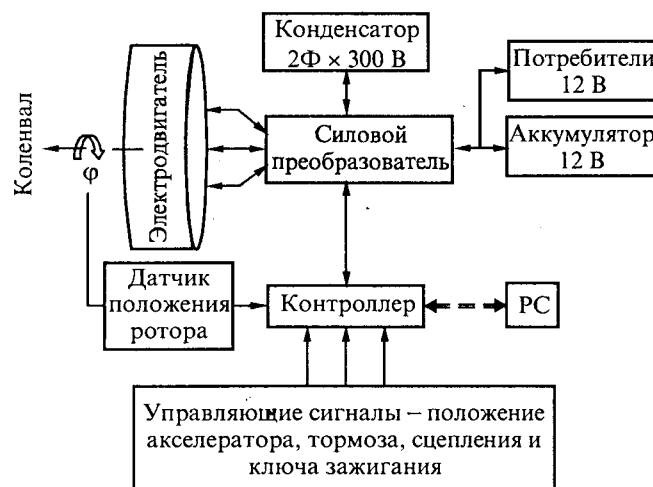 Конденсатор
2Ф × 300 В
Потребители
12 В
Электродвигатель
Силовой
преобразователь
Аккумулятор
12 В
Коленвал
φ
Датчик
положения
ротора
Контроллер
PC
Управляющие сигналы – положение
акселератора, тормоза, сцепления и
ключа зажигания